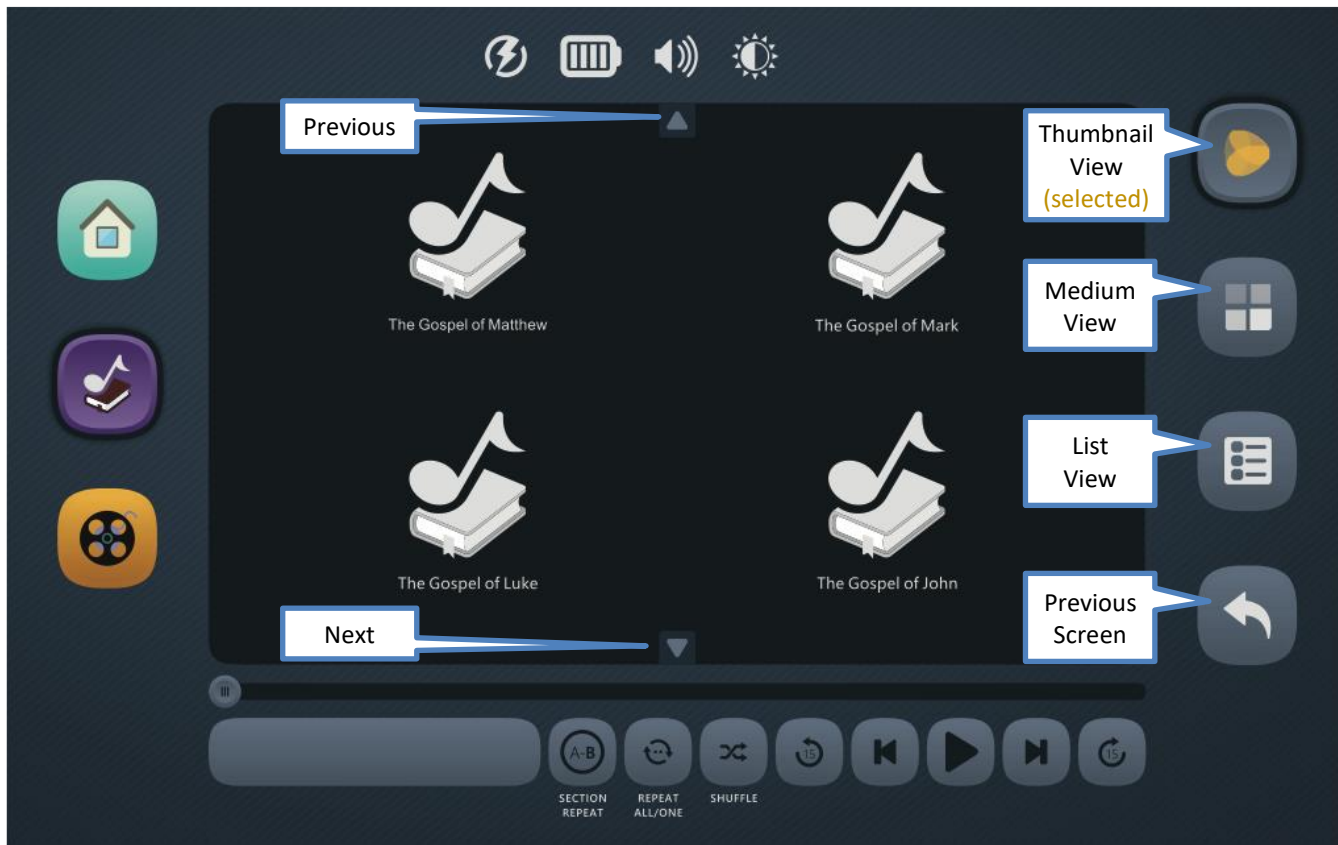 Previous
Thumbnail
View
(selected)
The Gospel of Matthew
The Gospel of Mark
Medium
View
List
View
The Gospel of Luke
The Gospel of John
Previous
Screen
Next
A-B
15
15
SECTION
REPEAT
REPEAT
ALL/ONE
SHUFFLE